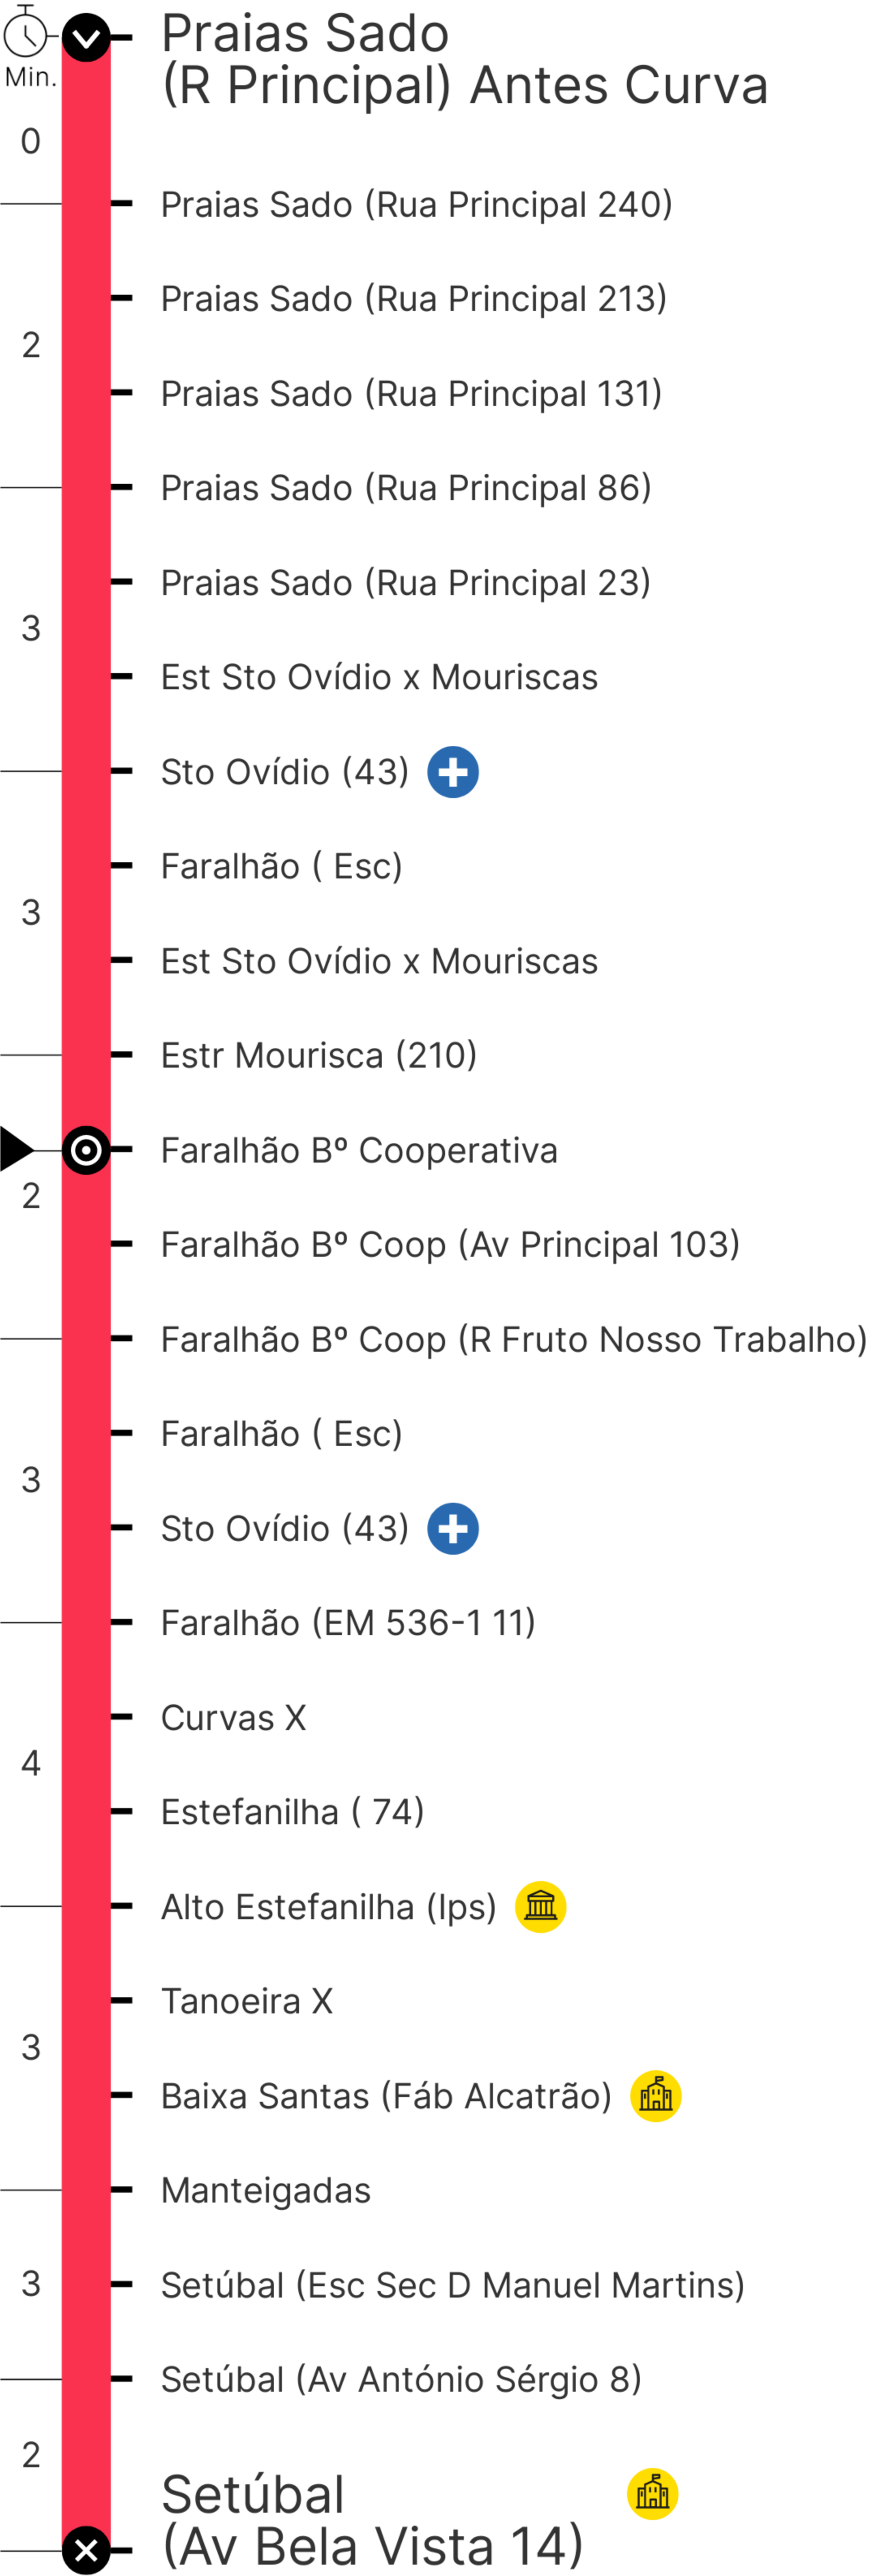 Praias Sado
(R Principal) Antes Curva
Min.
0
Praias Sado (Rua Principal 240)
Praias Sado (Rua Principal 213)
2
Praias Sado (Rua Principal 131)
Praias Sado (Rua Principal 86)
Praias Sado (Rua Principal 23)
3
Est Sto Ovídio x Mouriscas
Sto Ovídio (43)
Faralhão ( Esc)
3
Est Sto Ovídio x Mouriscas
Estr Mourisca (210)
Faralhão Bº Cooperativa
2
Faralhão Bº Coop (Av Principal 103)
Faralhão Bº Coop (R Fruto Nosso Trabalho)
Faralhão ( Esc)
3
Sto Ovídio (43)
Faralhão (EM 536-1 11)
Curvas X
4
Estefanilha ( 74)
Alto Estefanilha (Ips)
Tanoeira X
3
Baixa Santas (Fáb Alcatrão)
Manteigadas
3
Setúbal (Esc Sec D Manuel Martins)
Setúbal (Av António Sérgio 8)
2
Setúbal
(Av Bela Vista 14)